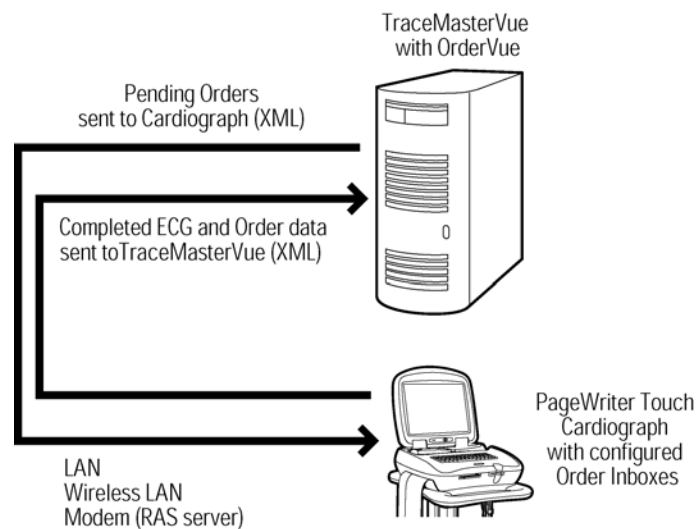 TraceMasterVue
with OrderVue
Pending Orders
sent to Cardiograph (XML)
Completed ECG and Order data
sent toTraceMasterVue (XML)
PageWriter Touch
Cardiograph
with configured
Order Inboxes
LAN
Wireless LAN
Modem (RAS server)